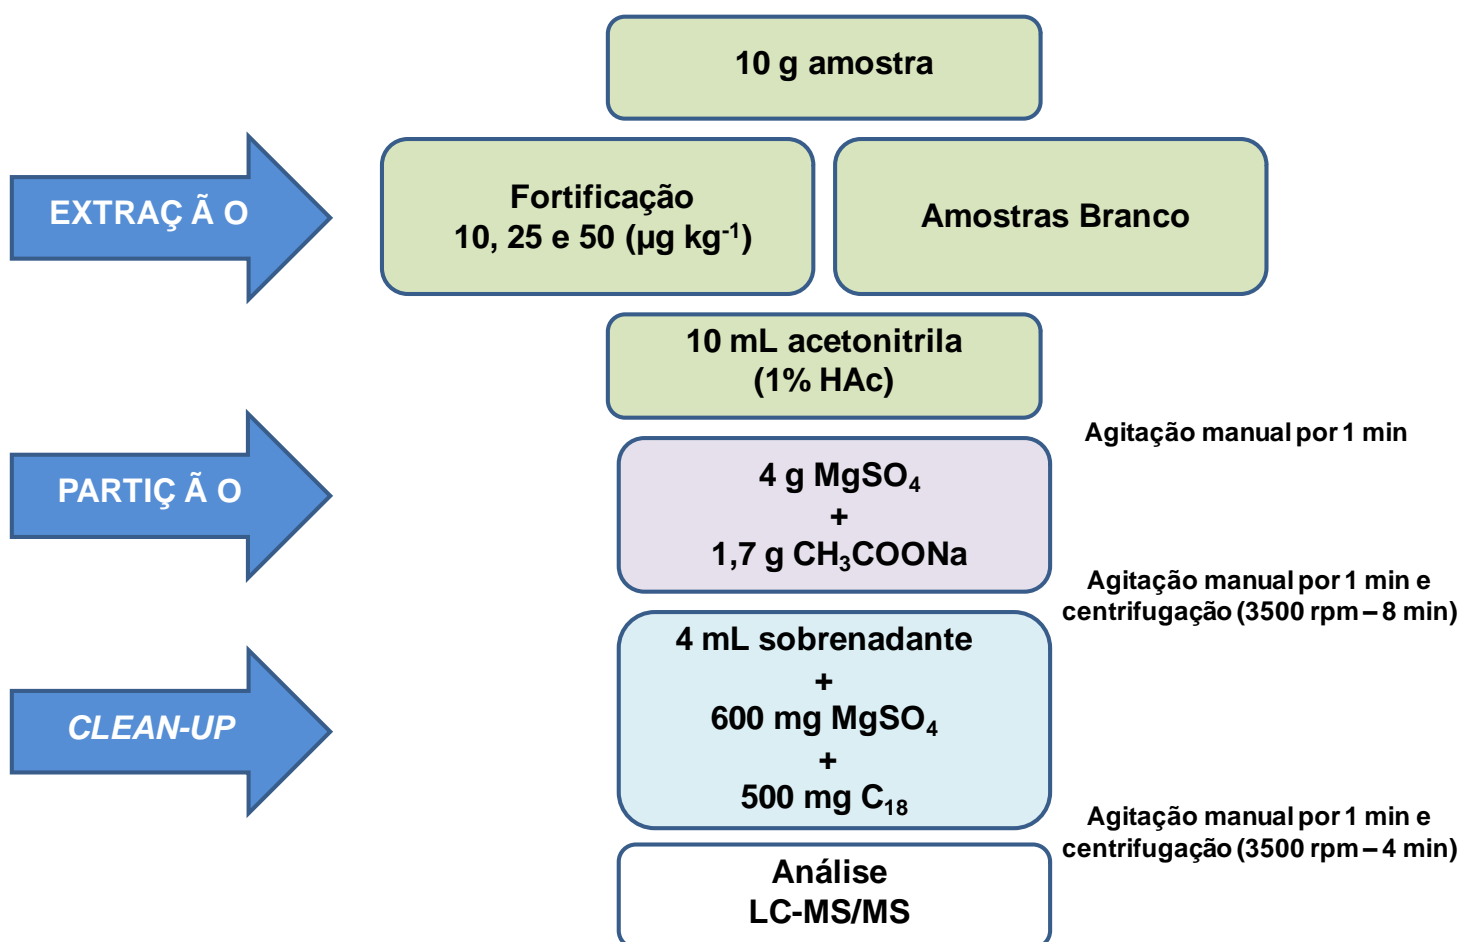 10 g amostra
EXTRAÇ Ã O
Fortificação
10, 25 e 50 (µg kg⁻¹)
Amostras Branco
10 mL acetonitrila
(1% HAc)
Agitação manual por 1 min
PARTIÇ Ã O
4 g MgSO₄
+
1,7 g CH₃COONa
Agitação manual por 1 min e
centrifugação (3500 rpm – 8 min)
CLEAN-UP
4 mL sobrenadante
+
600 mg MgSO₄
+
500 mg C₁₈
Agitação manual por 1 min e
centrifugação (3500 rpm – 4 min)
Análise
LC-MS/MS